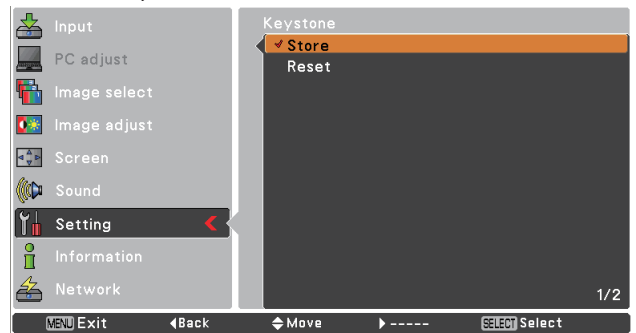 Input
PC adjust
Image select
Image adjust
Screen
Sound
Setting
Information
Network
Keystone
Store
Reset
1/2
MENU Exit Back Move ----- SELECT Select